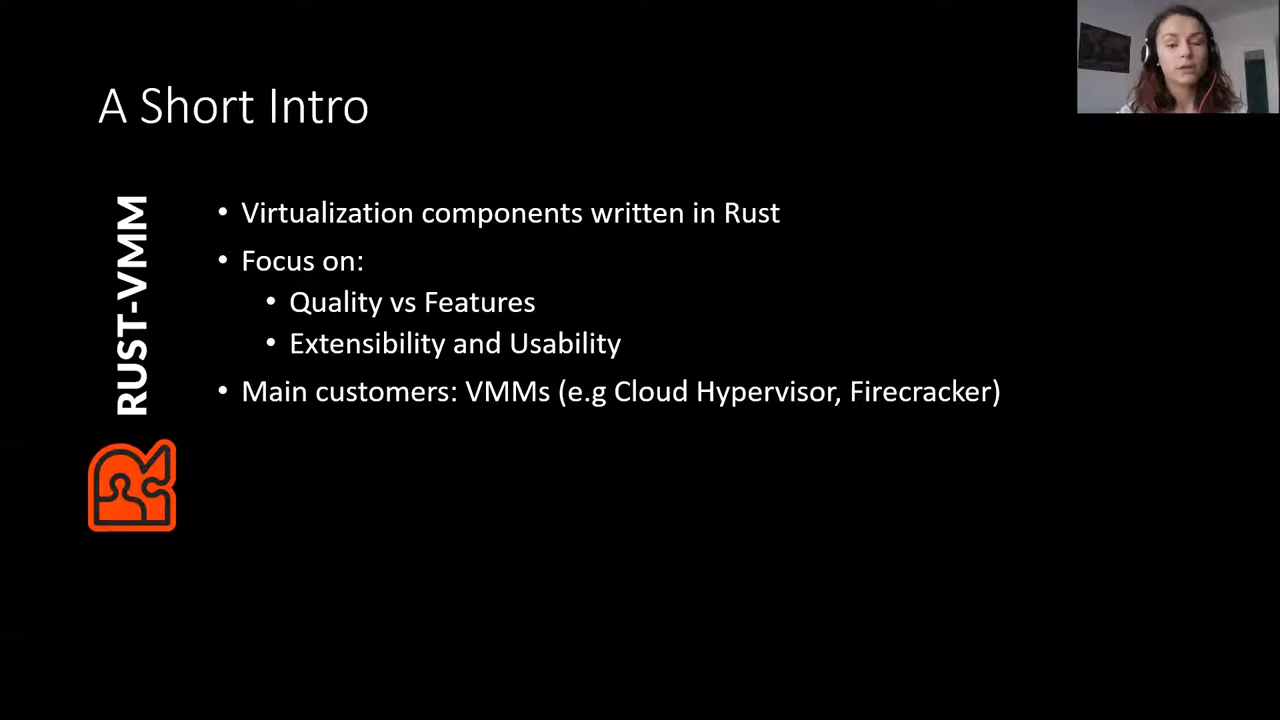 A Short Intro
RUST-VMM
• Virtualization components written in Rust
• Focus on:
• Quality vs Features
• Extensibility and Usability
• Main customers: VMMs (e.g Cloud Hypervisor, Firecracker)